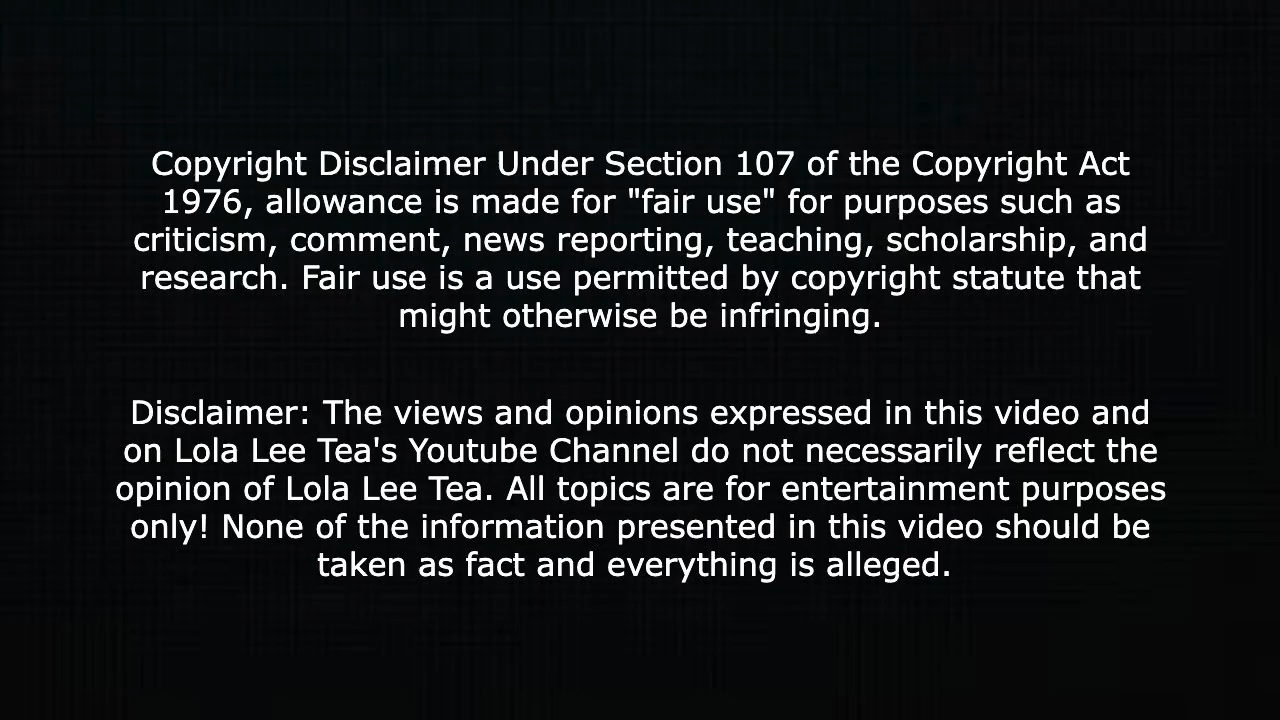 Copyright Disclaimer Under Section 107 of the Copyright Act
1976, allowance is made for "fair use" for purposes such as
criticism, comment, news reporting, teaching, scholarship, and
research. Fair use is a use permitted by copyright statute that
might otherwise be infringing.
Disclaimer: The views and opinions expressed in this video and
on Lola Lee Tea's Youtube Channel do not necessarily reflect the
opinion of Lola Lee Tea. All topics are for entertainment purposes
only! None of the information presented in this video should be
taken as fact and everything is alleged.